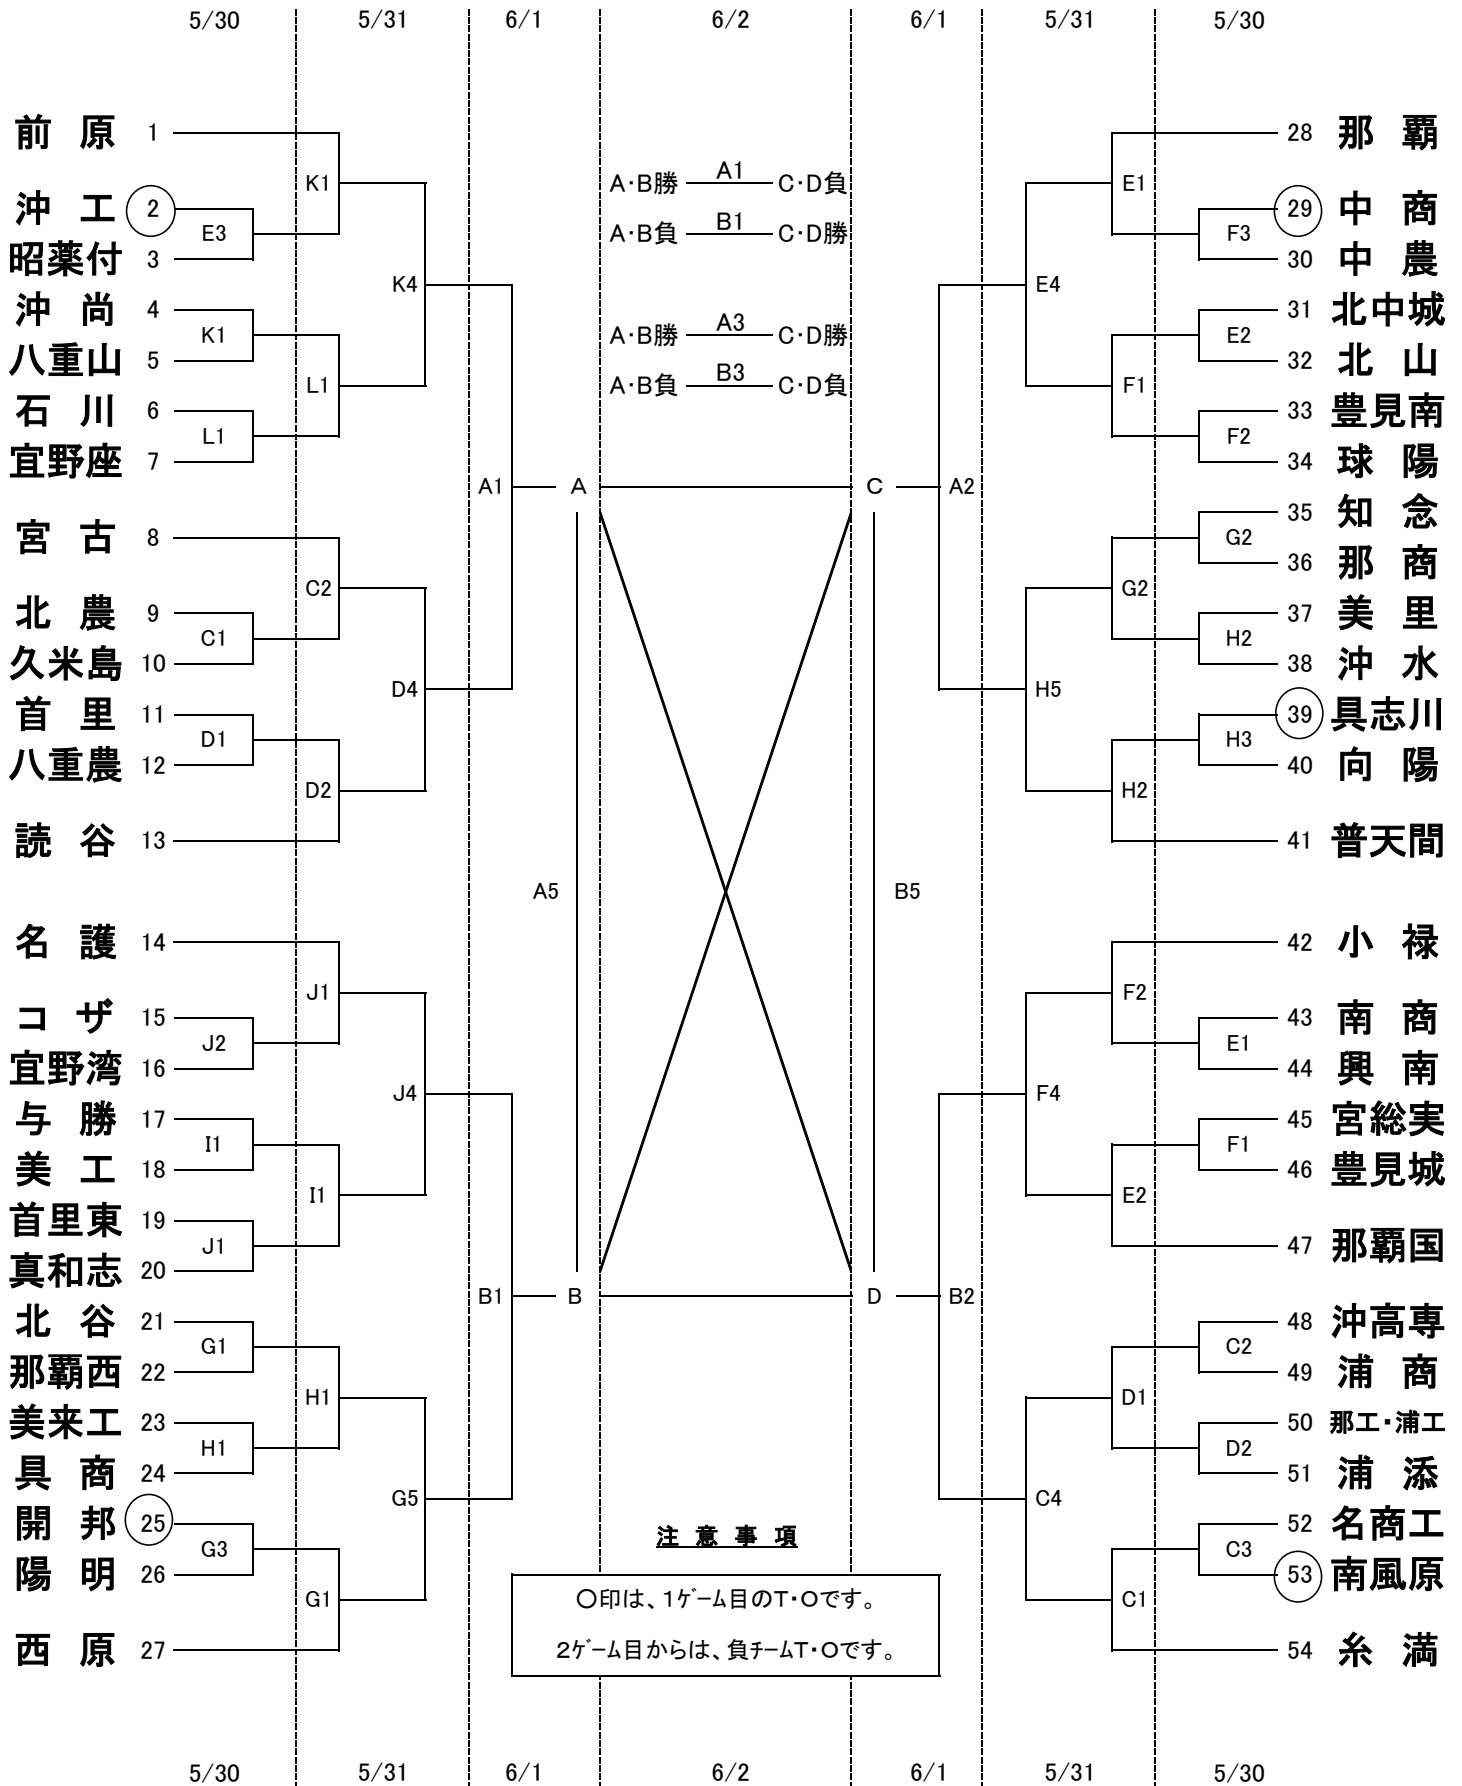 5/30 5/31 6/1 6/2 6/1 5/31 5/30
前原 1 28 那覇
K1 A·B勝 A1 C·D負 E1
沖工 2 29 中商
E3 A·B負 B1 C·D勝 F3
昭薬付 3 30 中農
K4 E4
沖尚 4 31 北中城
K1 A·B勝 A3 C·D勝 E2
八重山 5 32 北山
L1 A·B負 B3 C·D負 F1
石川 6 33 豊見南
L1 F2
宜野座 7 34 球陽
A1 A C A2
35 知念
宮古 8 G2
36 那商
C2 G2
北農 9 37 美里
C1 H2
久米島 10 38 沖水
D4 H5
首里 11 39 具志川
D1 H3
八重農 12 40 向陽
D2 H2
読谷 13 41 普天間
A5 B5
名護 14 42 小禄
J1 F2
コザ 15 43 南商
J2 E1
宜野湾 16 44 興南
J4 F4
与勝 17 45 宮総実
I1 F1
美工 18 46 豊見城
I1 E2
首里東 19
J1 47 那覇国
真和志 20
B1 B D B2
北谷 21 48 沖高専
G1 C2
那覇西 22 49 浦商
H1 D1
美来工 23 50 那工·浦工
H1 D2
具商 24 51 浦添
G5 C4
開邦 25 注意事項 52 名商工
G3 C3
陽明 26 53 南風原
G1 〇印は、1ゲーム目のT・Oです。 C1
西原 27 2ゲーム目からは、負チームT・Oです。 54 糸満
5/30 5/31 6/1 6/2 6/1 5/31 5/30